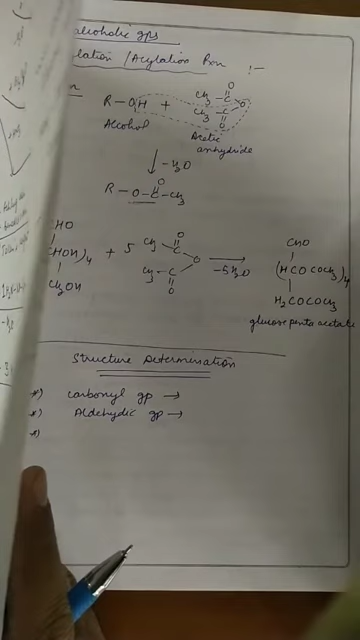 alcoholic gps
lation / Acylation Rxn :-
R-OH + CH3 CH3 C O C O O
Alcohol Acetic anhydride
↓ -H2O
R-O-C-CH3
O
CHO
(CHOH)4 + 5 CH3 C O CH3 C O O → -5H2O
CH2OH
CHO
(HCOCOCH3)4
H2COCOCH3
glucose penta acetate
Structure Determination
*) Carbonyl gp →
*) Aldehydic gp →
*)